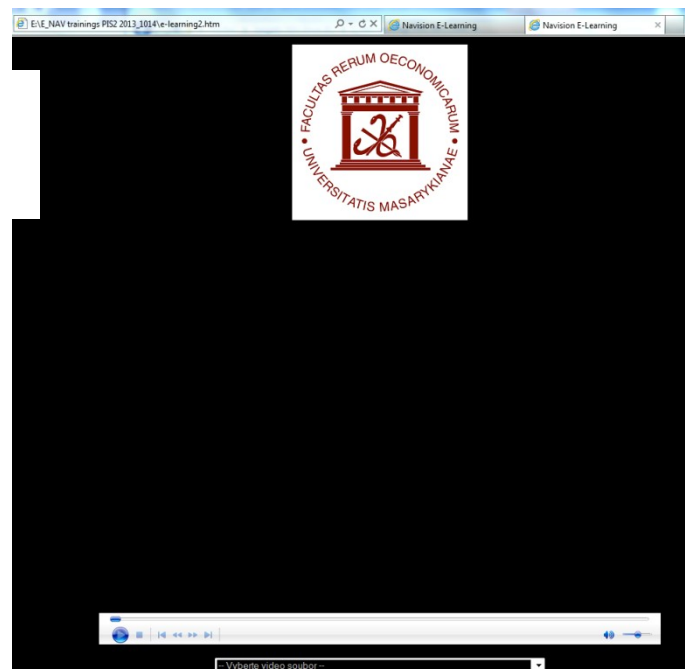 E:\E_NAV trainings PIS2 2013_1014\e-learning2.htm
Navision E-Learning
Navision E-Learning
FACULTAS RERUM OECONOMICARUM
UNIVERSITATIS MASARYKIANAE
-- Vyberte video soubor --